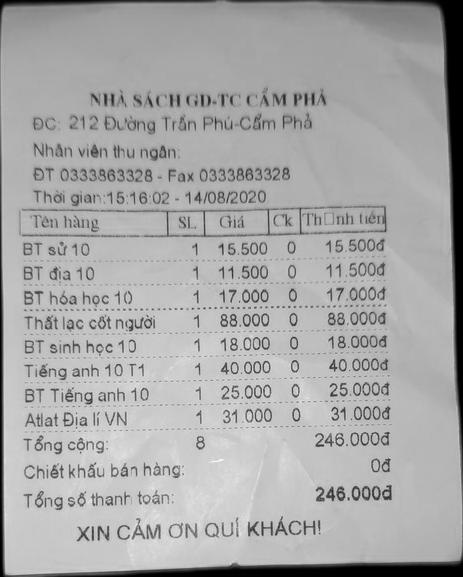 NHÀ SÁCH GD-TC CẨM PHẢ
ĐC: 212 Đường Trần Phú-Cẩm Phả
Nhân viên thu ngân:
ĐT 0333863328 - Fax 0333863328
Thời gian:15:16:02 - 14/08/2020
Tên hàng SL Giá Ck Th□nh tiền
BT sử 10 1 15.500 0 15.500đ
BT địa 10 1 11.500 0 11.500đ
BT hóa học 10 1 17.000 0 17.000đ
Thất lạc cốt người 1 88.000 0 88.000đ
BT sinh học 10 1 18.000 0 18.000đ
Tiếng anh 10 T1 1 40.000 0 40.000đ
BT Tiếng anh 10 1 25.000 0 25.000đ
Atlat Địa lí VN 1 31.000 0 31.000đ
Tổng cộng: 8 246.000đ
Chiết khấu bán hàng: 0đ
Tổng số thanh toán: 246.000đ
XIN CẢM ƠN QUÍ KHÁCH!